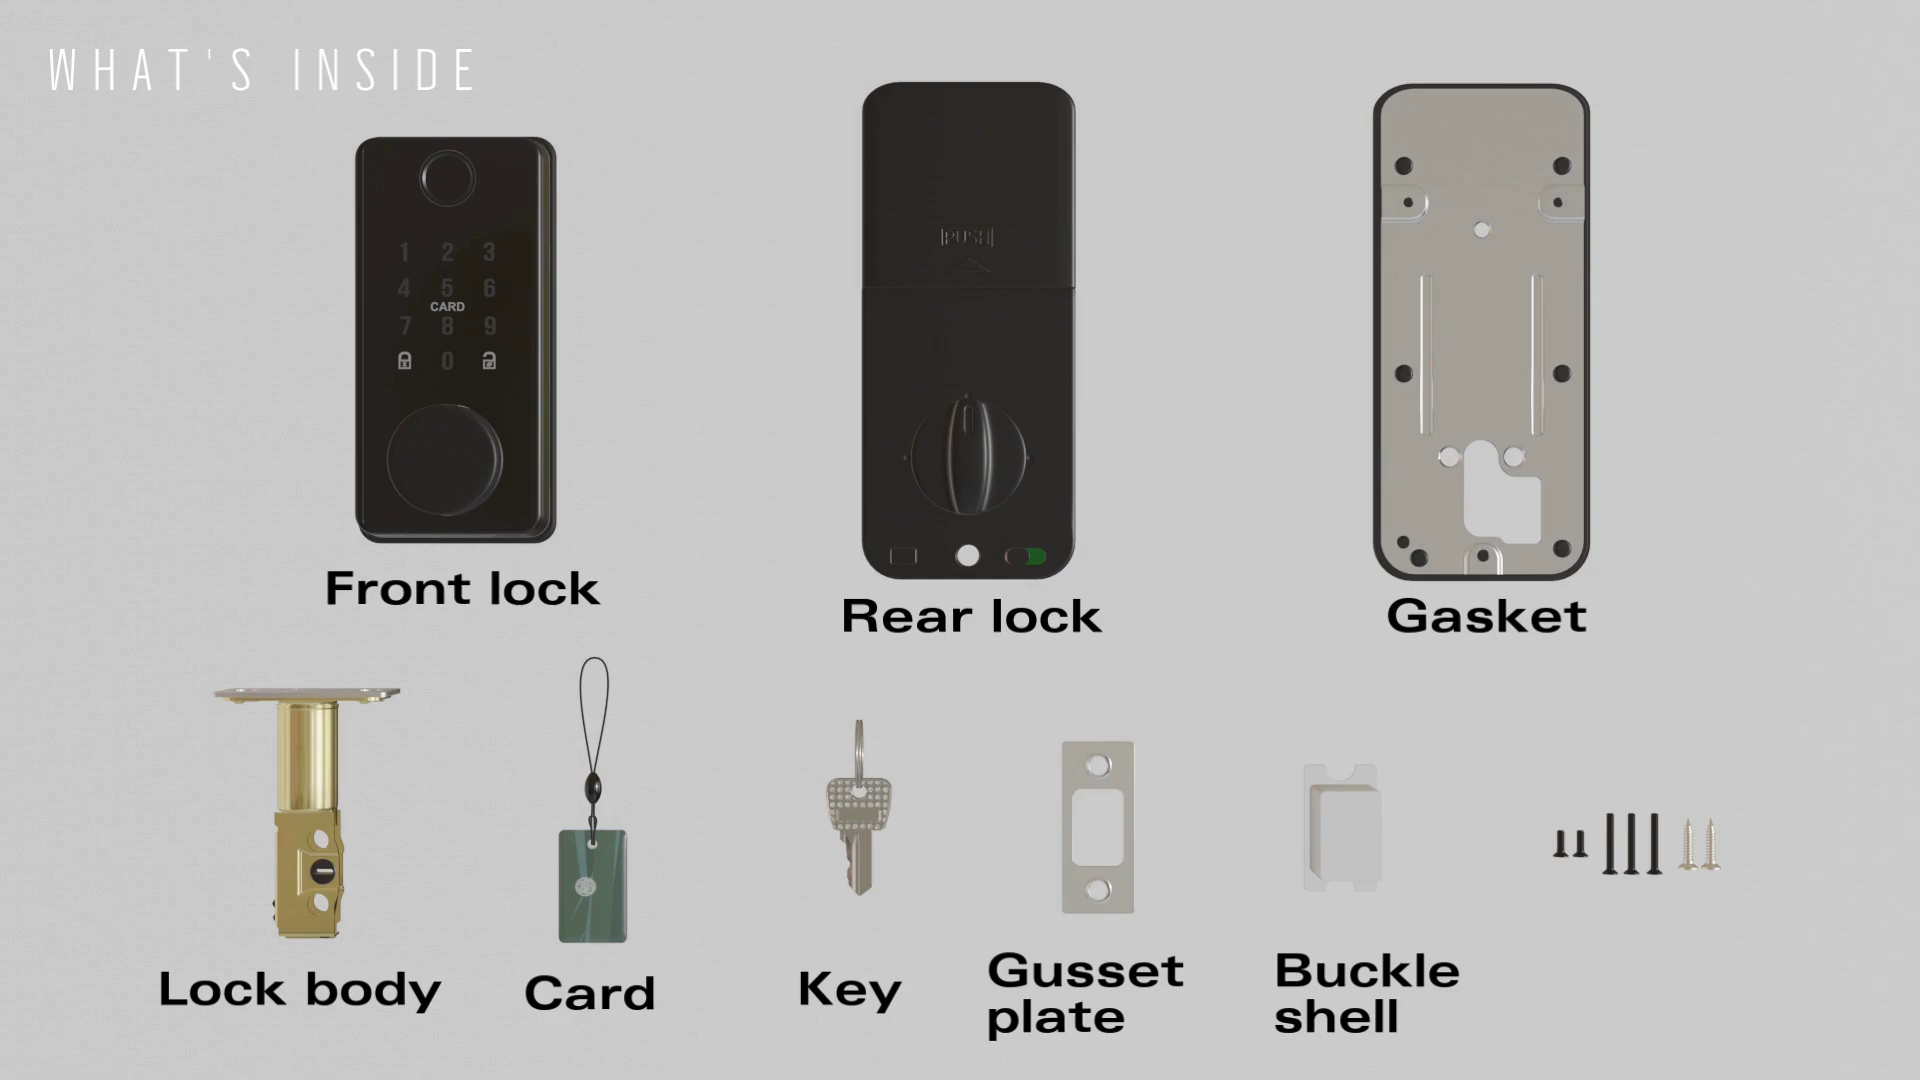 WHAT'S INSIDE
1 2 3
4 5 6
CARD
7 8 9
0
PUSH
Front lock
Rear lock
Gasket
Lock body
Card
Key
Gusset
plate
Buckle
shell